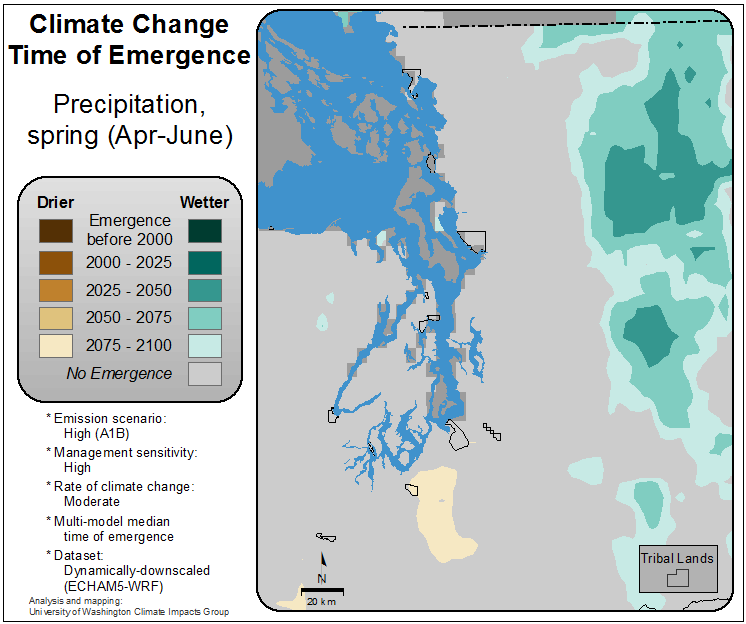 Climate Change
Time of Emergence
Precipitation,
spring (Apr-June)
Drier Wetter
Emergence
before 2000
2000 - 2025
2025 - 2050
2050 - 2075
2075 - 2100
No Emergence
* Emission scenario:
High (A1B)
* Management sensitivity:
High
* Rate of climate change:
Moderate
* Multi-model median
time of emergence
* Dataset:
Dynamically-downscaled
(ECHAM5-WRF)
Analysis and mapping:
University of Washington Climate Impacts Group
N
20 km
Tribal Lands